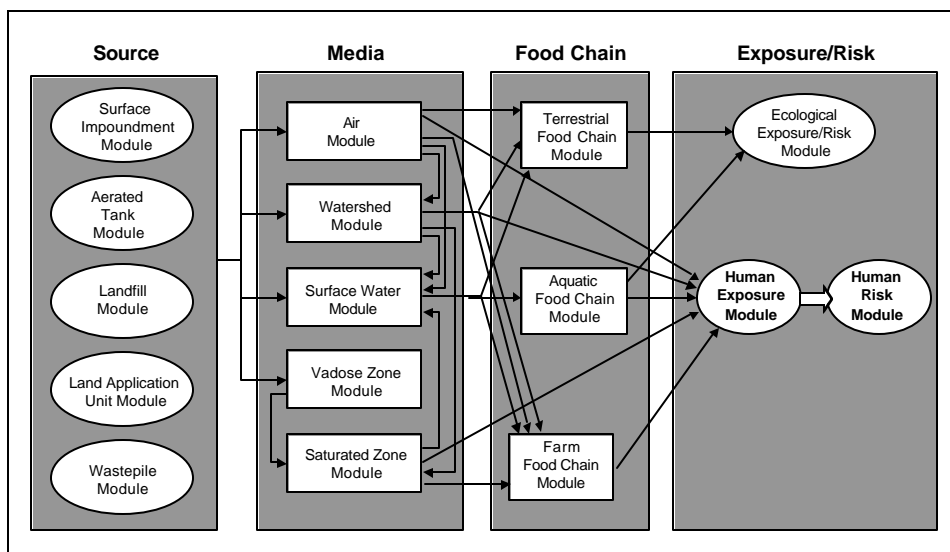 Source
Media
Food Chain
Exposure/Risk
Surface
Impoundment
Module
Aerated
Tank
Module
Landfill
Module
Land Application
Unit Module
Wastepile
Module
Air
Module
Watershed
Module
Surface Water
Module
Vadose Zone
Module
Saturated Zone
Module
Terrestrial
Food Chain
Module
Aquatic
Food Chain
Module
Farm
Food Chain
Module
Ecological
Exposure/Risk
Module
Human
Exposure
Module
Human
Risk
Module